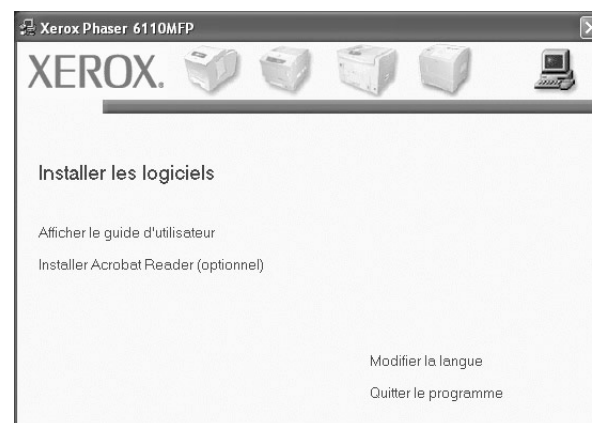 Xerox Phaser 6110MFP
XEROX.
Installer les logiciels
Afficher le guide d'utilisateur
Installer Acrobat Reader (optionnel)
Modifier la langue
Quitter le programme